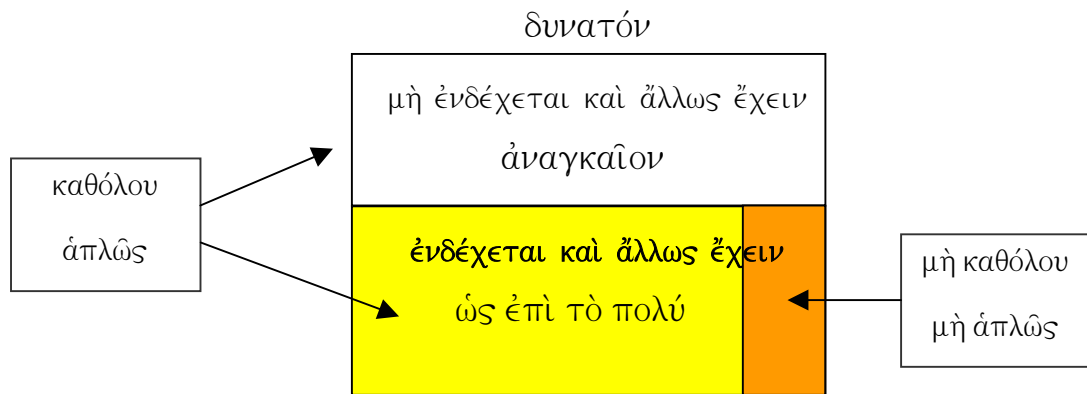 δυνατόν
μὴ ἐνδέχεται καὶ ἄλλως ἔχειν
ἀναγκαῖον
καθόλου
ἁπλῶς
ἐνδέχεται καὶ ἄλλως ἔχειν
ὡς ἐπὶ τὸ πολύ
μὴ καθόλου
μὴ ἁπλῶς